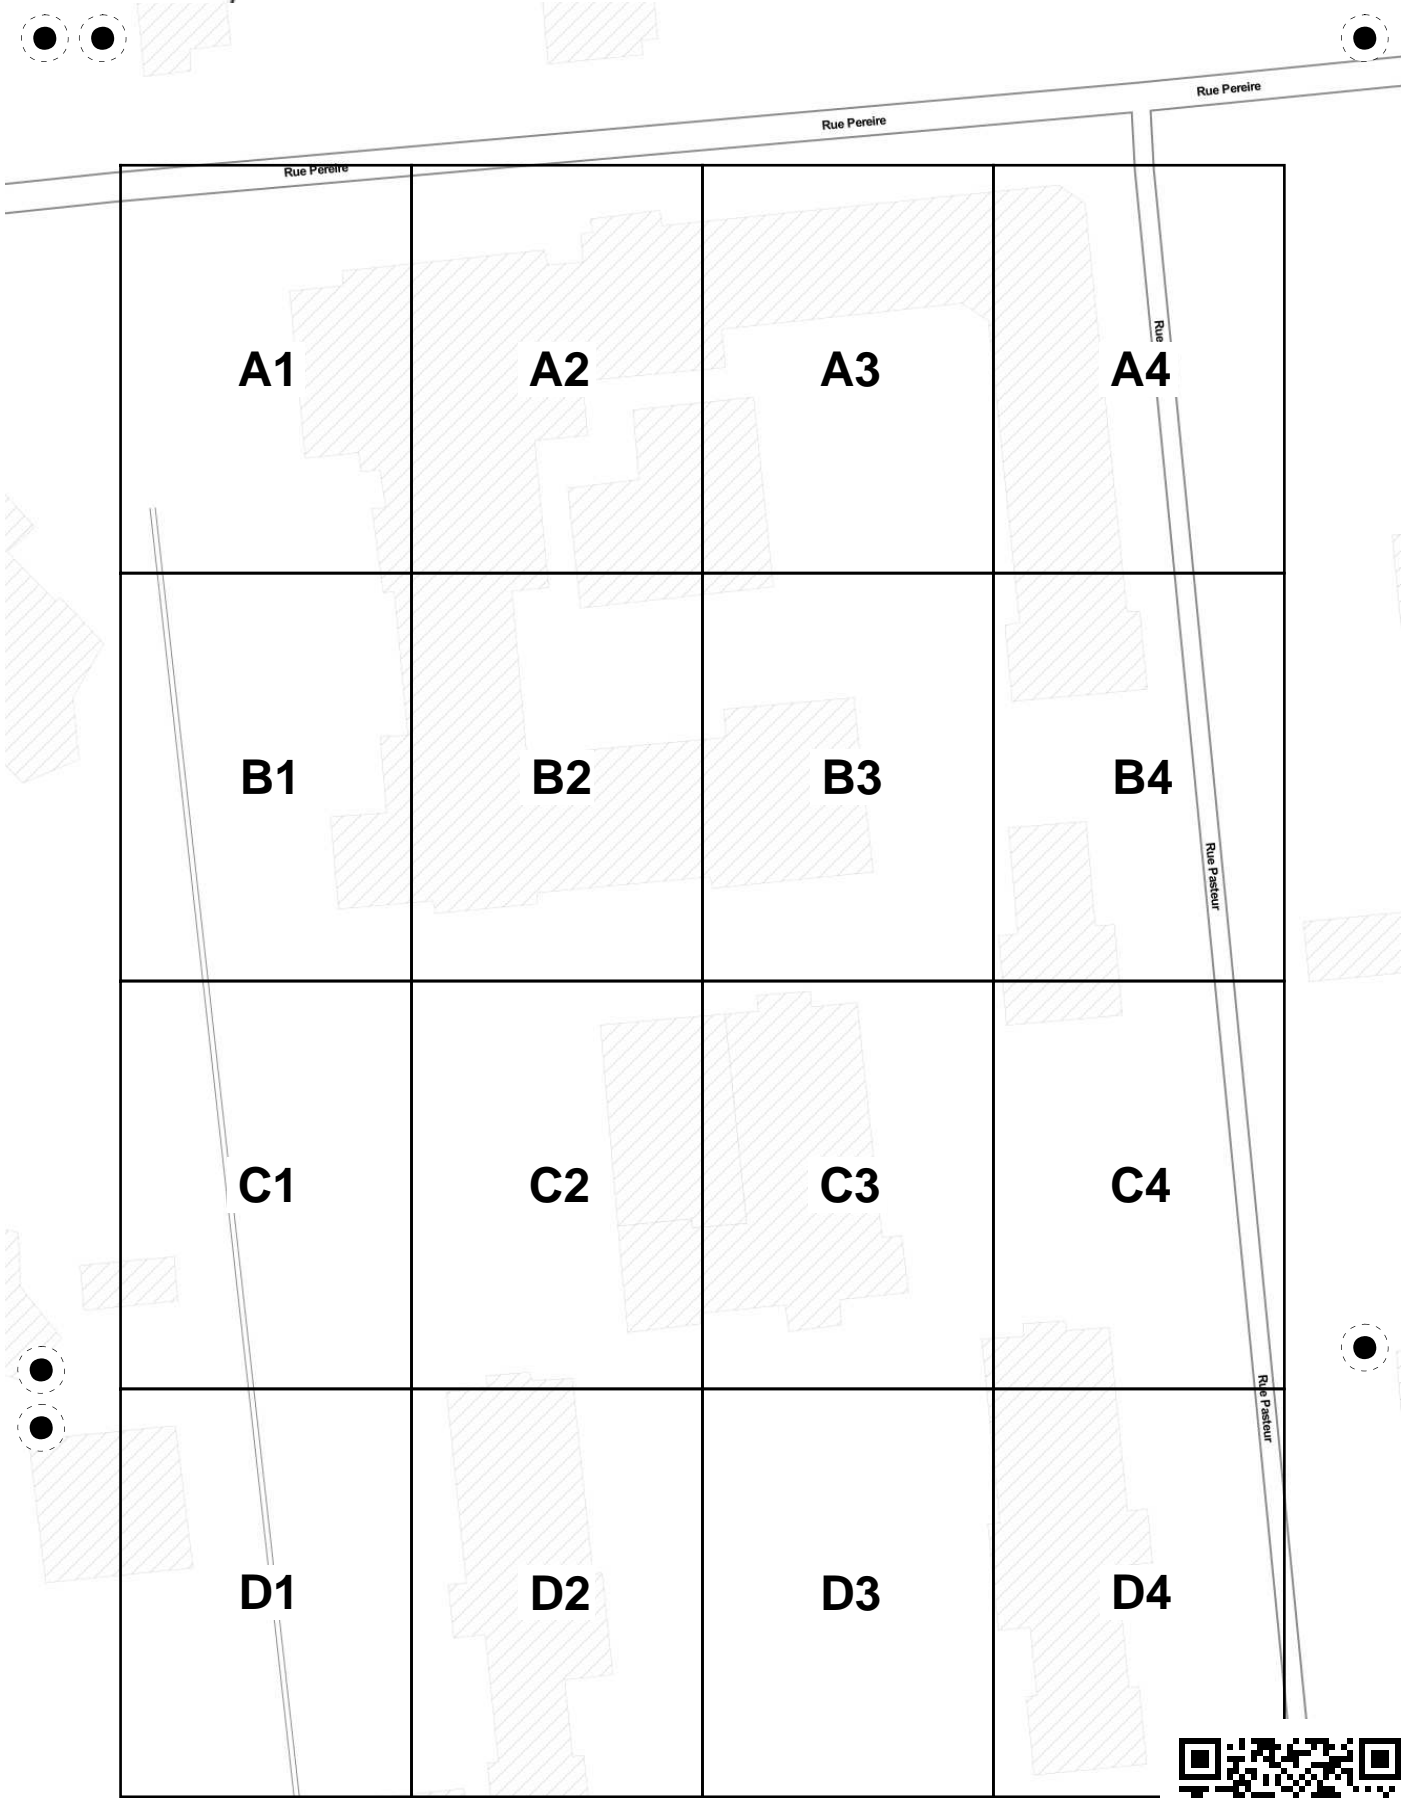 Rue Pereire
Rue Pereire
Rue Pereire
Rue
A1
A2
A3
A4
B1
B2
B3
B4
Rue Pasteur
C1
C2
C3
C4
Rue Pasteur
D1
D2
D3
D4